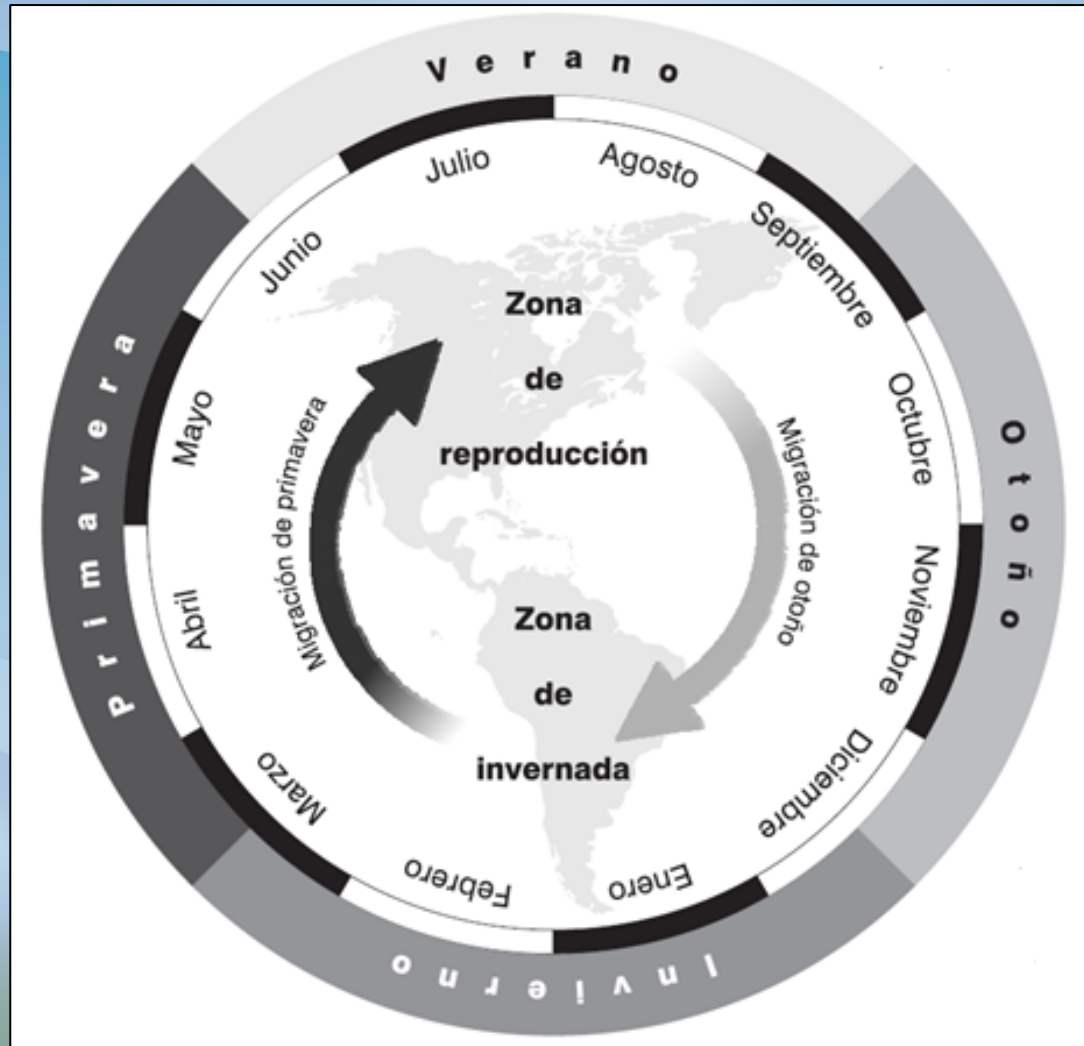 Verano
Julio
Agosto
Junio
Septiembre
Mayo
Octubre
Abril
Noviembre
Marzo
Diciembre
Febrero
Enero
Primavera
Otoño
Invierno
Zona
de
reproducción
Migración de primavera
Migración de otoño
Zona
de
invernada